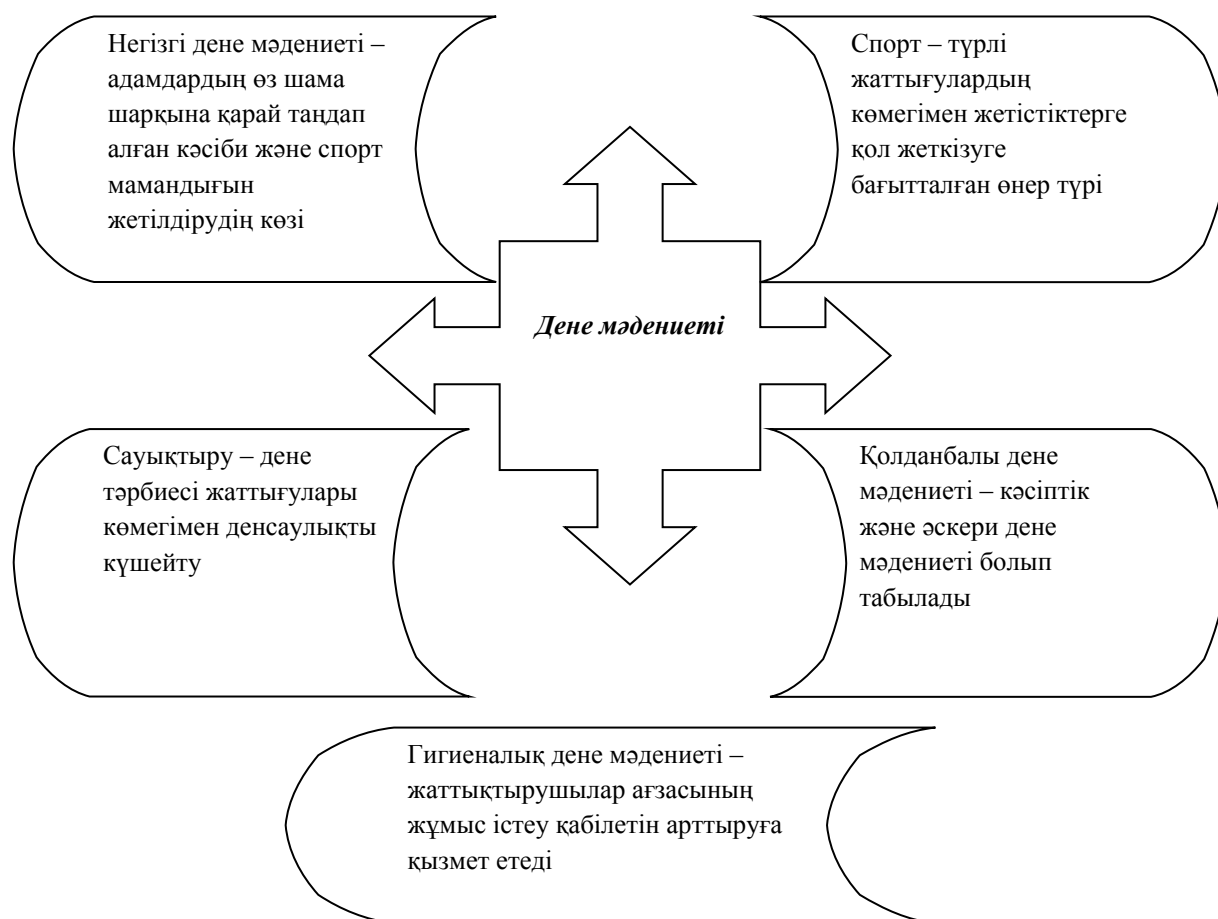 Негізгі дене мәдениеті –
адамдардың өз шама
шарқына қарай таңдап
алған кәсіби және спорт
мамандығын
жетілдірудің көзі
Спорт – түрлі
жаттығулардың
көмегімен жетістіктерге
қол жеткізуге
бағытталған өнер түрі
Дене мәдениеті
Сауықтыру – дене
тәрбиесі жаттығулары
көмегімен денсаулықты
күшейту
Қолданбалы дене
мәдениеті – кәсіптік
және әскери дене
мәдениеті болып
табылады
Гигиеналық дене мәдениеті –
жаттықтырушылар ағзасының
жұмыс істеу қабілетін арттыруға
қызмет етеді